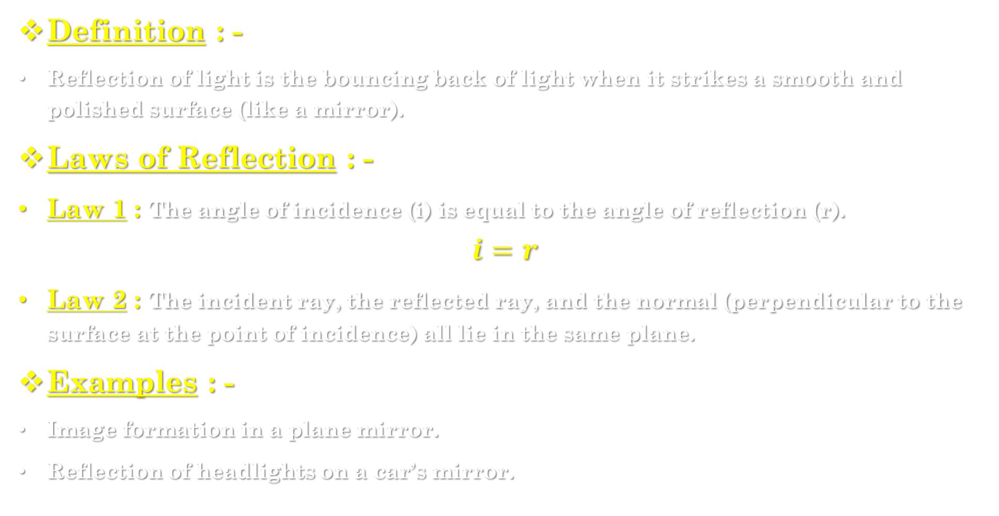 ❖Definition : -
• Reflection of light is the bouncing back of light when it strikes a smooth and
polished surface (like a mirror).
❖Laws of Reflection : -
• Law 1 : The angle of incidence (i) is equal to the angle of reflection (r).
i = r
• Law 2 : The incident ray, the reflected ray, and the normal (perpendicular to the
surface at the point of incidence) all lie in the same plane.
❖Examples : -
• Image formation in a plane mirror.
• Reflection of headlights on a car’s mirror.